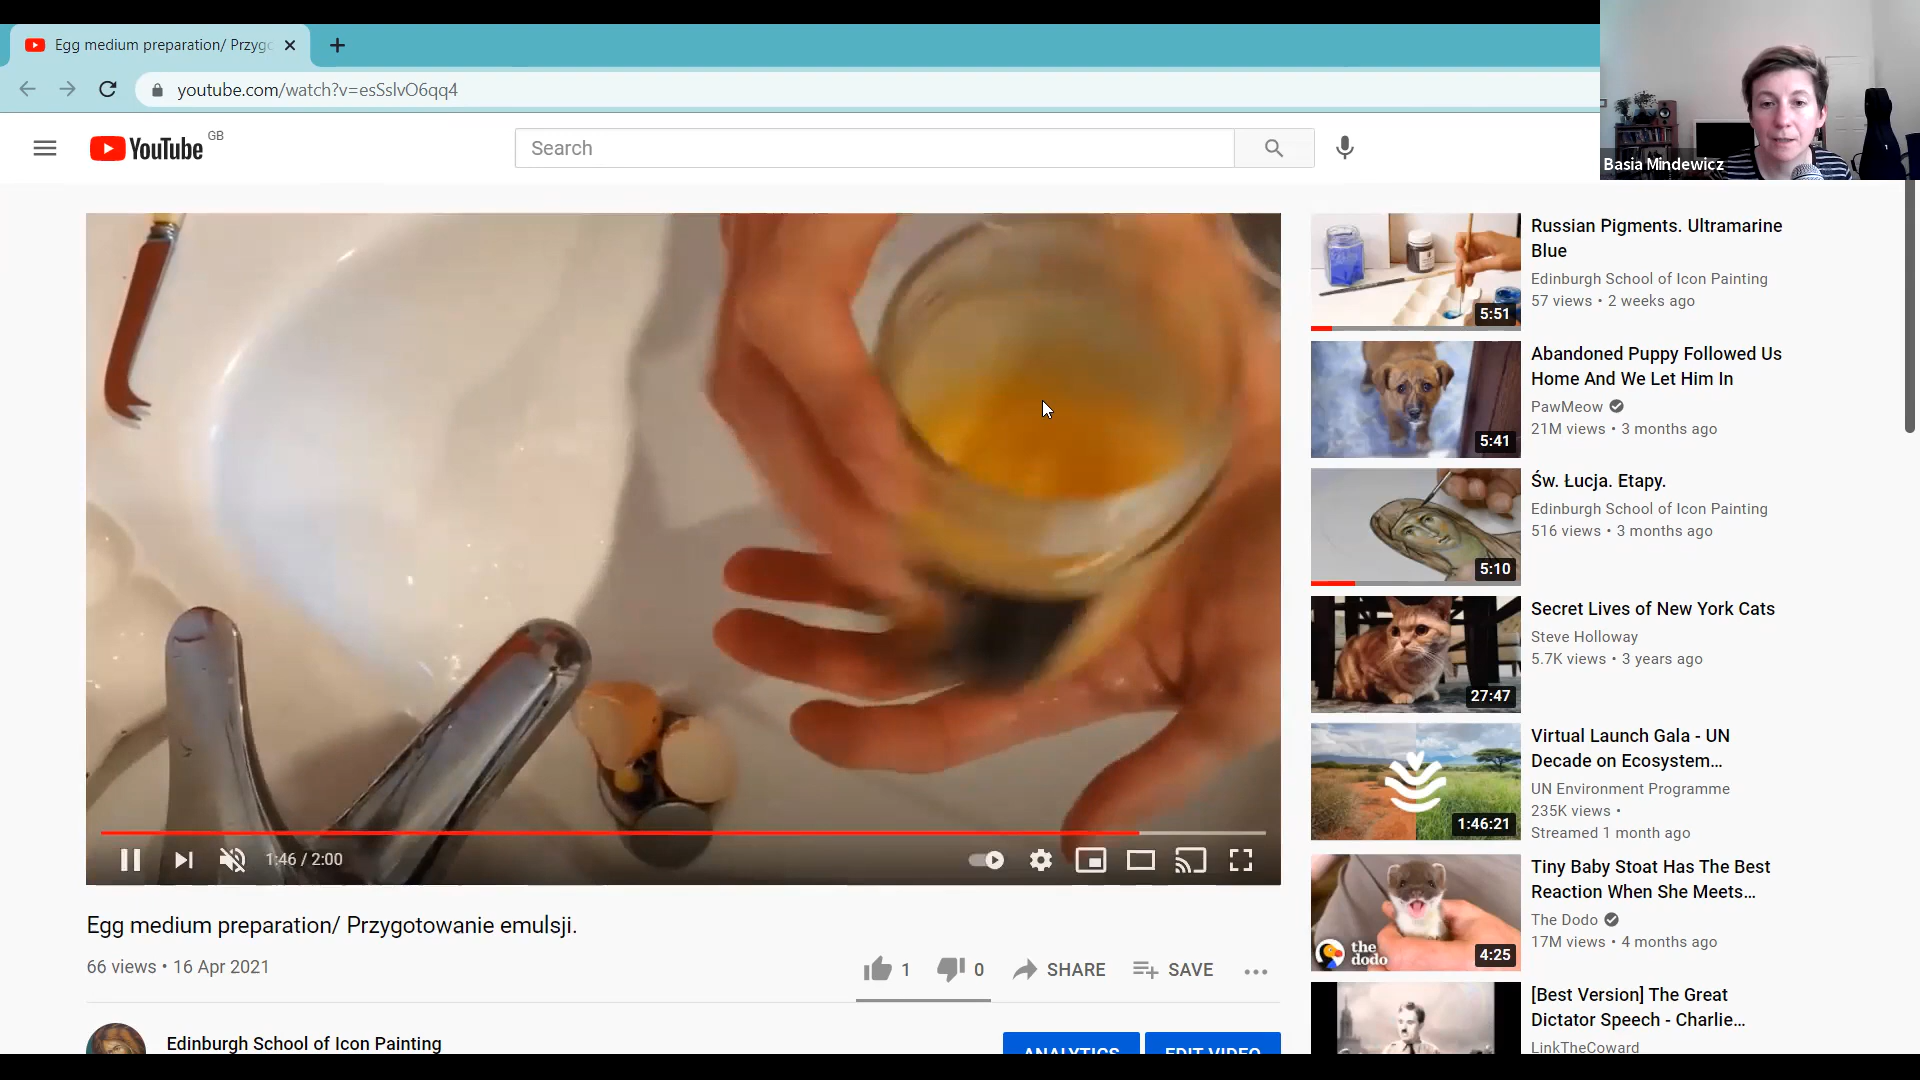 Egg medium preparation/ Przygo
youtube.com/watch?v=esSslvO6qq4
YouTube GB
Search
Basia Mindewicz
1:46 / 2:00
Egg medium preparation/ Przygotowanie emulsji.
66 views • 16 Apr 2021
1
0
SHARE
SAVE
Edinburgh School of Icon Painting
ANALYTICS
EDIT VIDEO
5:51
Russian Pigments. Ultramarine
Blue
Edinburgh School of Icon Painting
57 views • 2 weeks ago
5:41
Abandoned Puppy Followed Us
Home And We Let Him In
PawMeow
21M views • 3 months ago
5:10
Św. Łucja. Etapy.
Edinburgh School of Icon Painting
516 views • 3 months ago
27:47
Secret Lives of New York Cats
Steve Holloway
5.7K views • 3 years ago
1:46:21
Virtual Launch Gala - UN
Decade on Ecosystem...
UN Environment Programme
235K views •
Streamed 1 month ago
the
dodo
4:25
Tiny Baby Stoat Has The Best
Reaction When She Meets...
The Dodo
17M views • 4 months ago
[Best Version] The Great
Dictator Speech - Charlie...
LinkTheCoward